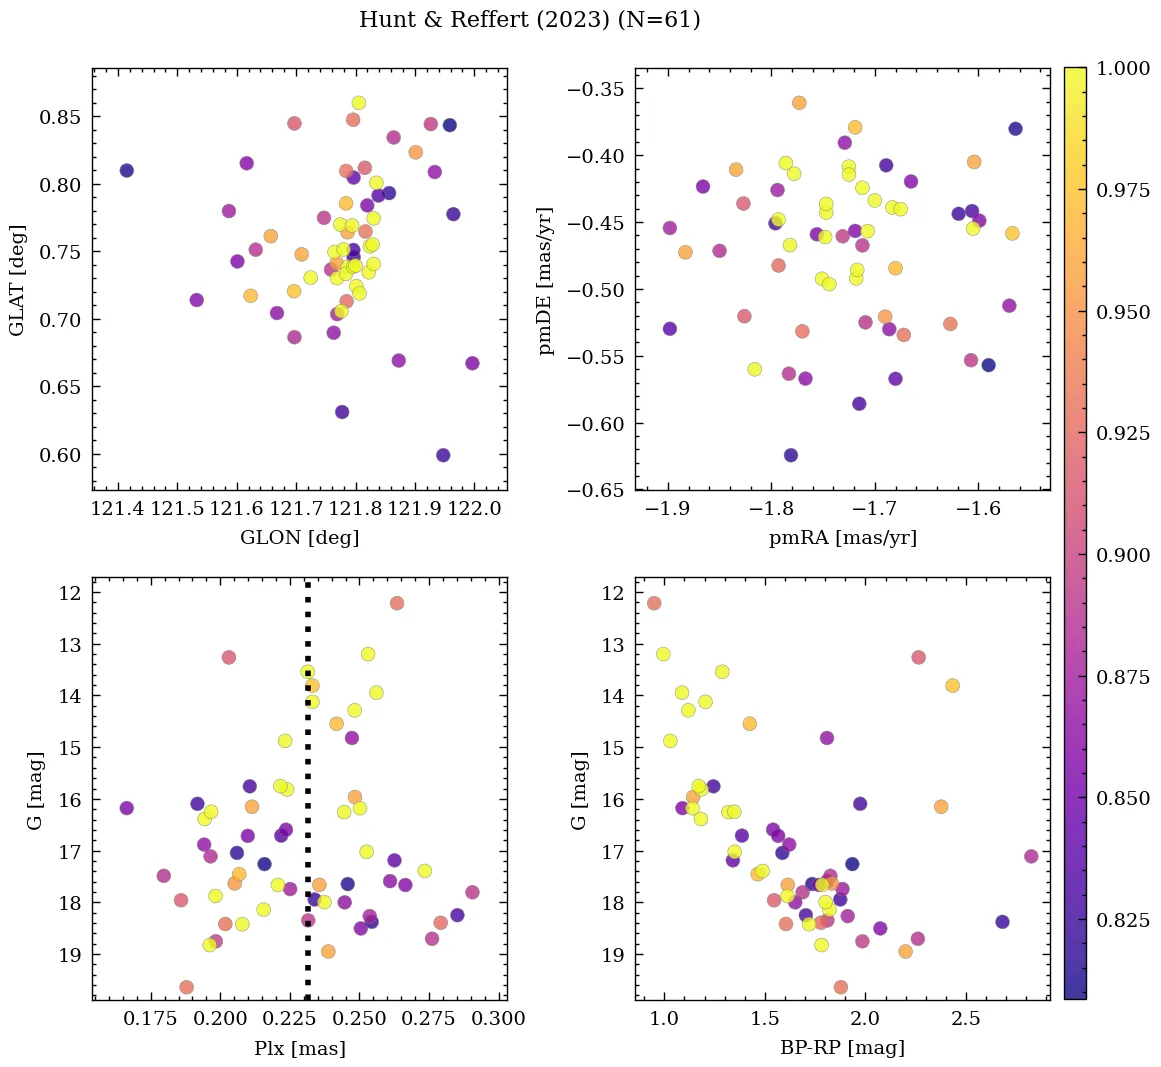 Hunt & Reffert (2023) (N=61)
0.85
0.80
0.75
0.70
0.65
0.60
GLAT [deg]
121.4 121.5 121.6 121.7 121.8 121.9 122.0
GLON [deg]
−0.35
−0.40
−0.45
−0.50
−0.55
−0.60
−0.65
pmDE [mas/yr]
−1.9 −1.8 −1.7 −1.6
pmRA [mas/yr]
1.000
0.975
0.950
0.925
0.900
0.875
0.850
0.825
12
13
14
15
16
17
18
19
G [mag]
0.175 0.200 0.225 0.250 0.275 0.300
Plx [mas]
12
13
14
15
16
17
18
19
G [mag]
1.0 1.5 2.0 2.5
BP-RP [mag]